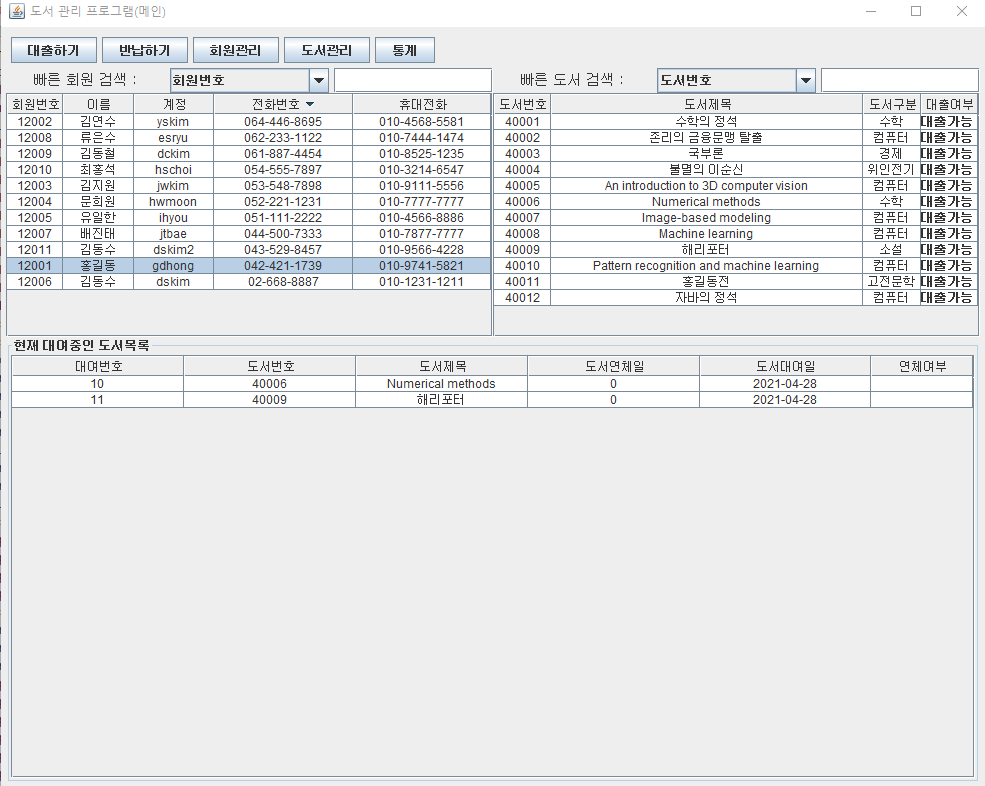 도서 관리 프로그램(메인)
대출하기 반납하기 회원관리 도서관리 통계
빠른 회원 검색 : 회원번호 빠른 도서 검색 : 도서번호
회원번호 이름 계정 전화번호 휴대전화 도서번호 도서제목 도서구분 대출여부
12002 김연수 yskim 064-446-8695 010-4568-5581 40001 수학의 정석 수학 대출가능
12008 류은수 esryu 062-233-1122 010-7444-1474 40002 존리의 금융문맹 탈출 컴퓨터 대출가능
12009 김동철 dckim 061-887-4454 010-8525-1235 40003 국부론 경제 대출가능
12010 최홍석 hschoi 054-555-7897 010-3214-6547 40004 불멸의 이순신 위인전기 대출가능
12003 김지원 jwkim 053-548-7898 010-9111-5556 40005 An introduction to 3D computer vision 컴퓨터 대출가능
12004 문희원 hwmoon 052-221-1231 010-7777-7777 40006 Numerical methods 수학 대출가능
12005 유일한 ihyou 051-111-2222 010-4566-8886 40007 Image-based modeling 컴퓨터 대출가능
12007 배진태 jtbae 044-500-7333 010-7877-7777 40008 Machine learning 컴퓨터 대출가능
12011 김동수 dskim2 043-529-8457 010-9566-4228 40009 해리포터 소설 대출가능
12001 홍길동 gdhong 042-421-1739 010-9741-5821 40010 Pattern recognition and machine learning 컴퓨터 대출가능
12006 김동수 dskim 02-668-8887 010-1231-1211 40011 홍길동전 고전문학 대출가능
40012 자바의 정석 컴퓨터 대출가능
현재 대여중인 도서목록
대여번호 도서번호 도서제목 도서연체일 도서대여일 연체여부
10 40006 Numerical methods 0 2021-04-28
11 40009 해리포터 0 2021-04-28